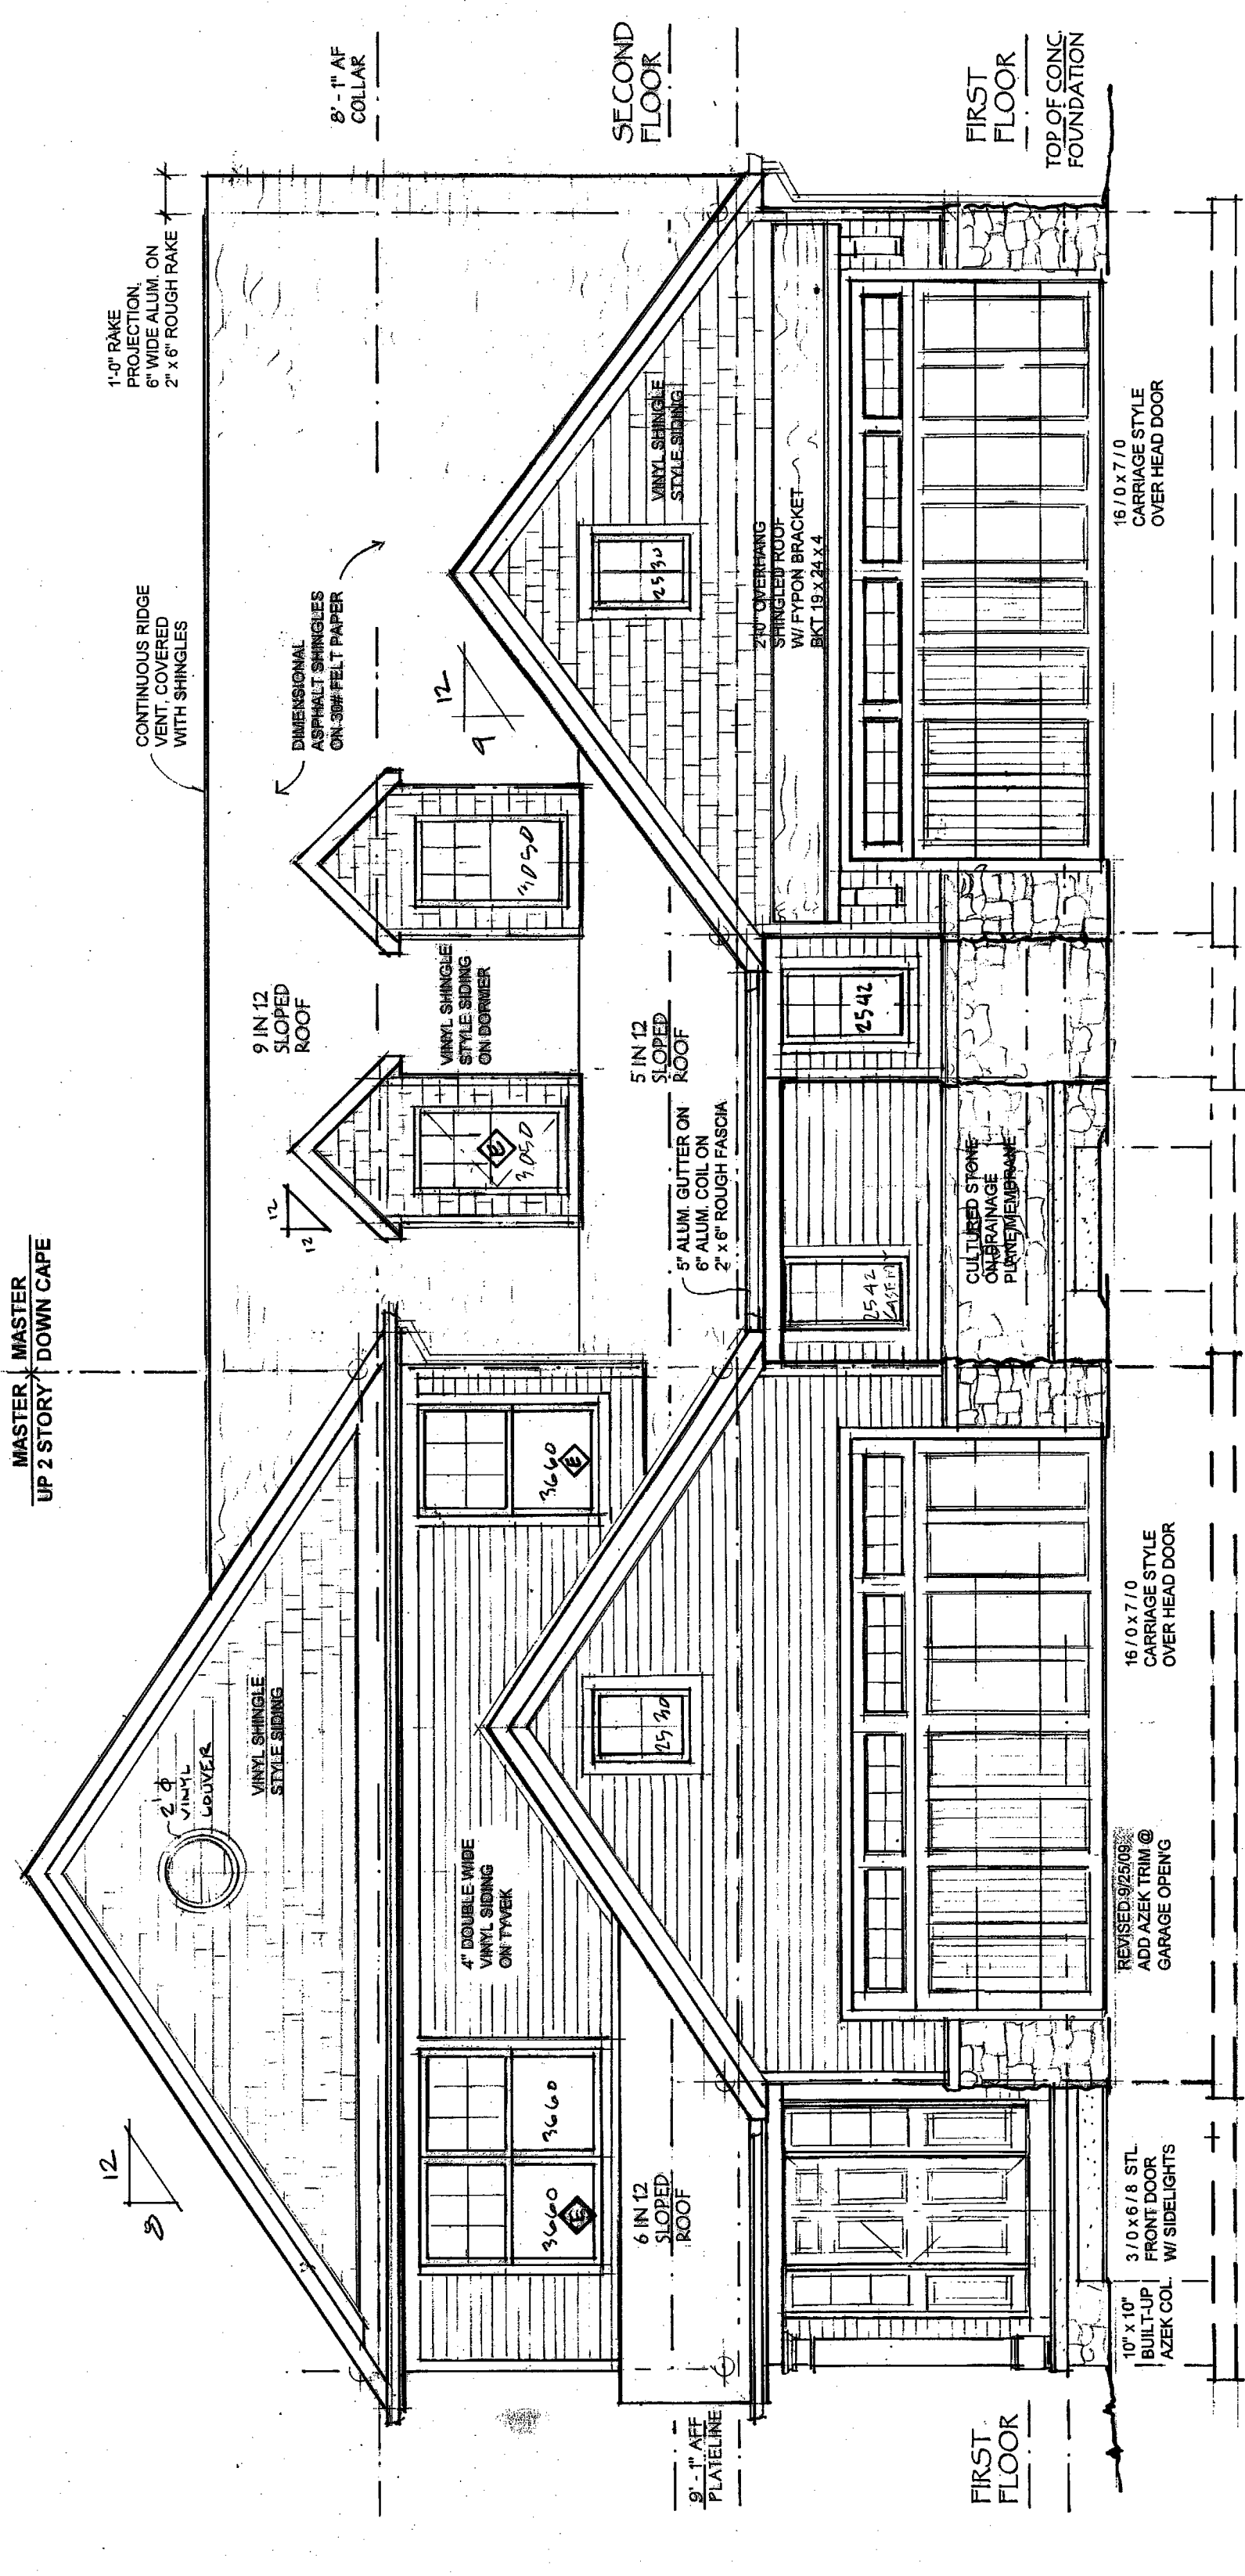 MASTER
UP 2 STORY
MASTER
DOWN CAPE
12
8
2'Φ
VINYL
LOUVER
VINYL SHINGLE
STYLE SIDING
4" DOUBLE WIDE
VINYL SIDING
ON TYVEK
3660
3660
E
3660
E
6 IN 12
SLOPED
ROOF
9' - 1" AFF
PLATELINE
2530
FIRST
FLOOR
10" x 10"
BUILT-UP
AZEK COL.
3 / 0 x 6 / 8 STL
FRONT DOOR
W/ SIDELIGHTS
REVISED 9/25/09
ADD AZEK TRIM @
GARAGE OPEN'G
16 / 0 x 7 / 0
CARRIAGE STYLE
OVER HEAD DOOR
CONTINUOUS RIDGE
VENT, COVERED
WITH SHINGLES
1'-0" RAKE
PROJECTION,
6" WIDE ALUM. ON
2" x 6" ROUGH RAKE
8' - 1" AF
COLLAR
12
12
9 IN 12
SLOPED
ROOF
DIMENSIONAL
ASPHALT SHINGLES
ON 30# FELT PAPER
VINYL SHINGLE
STYLE SIDING
ON DORMER
E
3050
3050
12
9
5 IN 12
SLOPED
ROOF
5" ALUM. GUTTER ON
6" ALUM. COIL ON
2" x 6" ROUGH FASCIA
2530
VINYL SHINGLE
STYLE SIDING
SECOND
FLOOR
2'-0" OVERHANG
SHINGLED ROOF
W/ FYPON BRACKET
BKT 19 x 24 x 4
2542
CASEM'T
2542
CULTURED STONE
ON DRAINAGE
PLANE MEMBRANE
FIRST
FLOOR
TOP OF CONC.
FOUNDATION
16 / 0 x 7 / 0
CARRIAGE STYLE
OVER HEAD DOOR